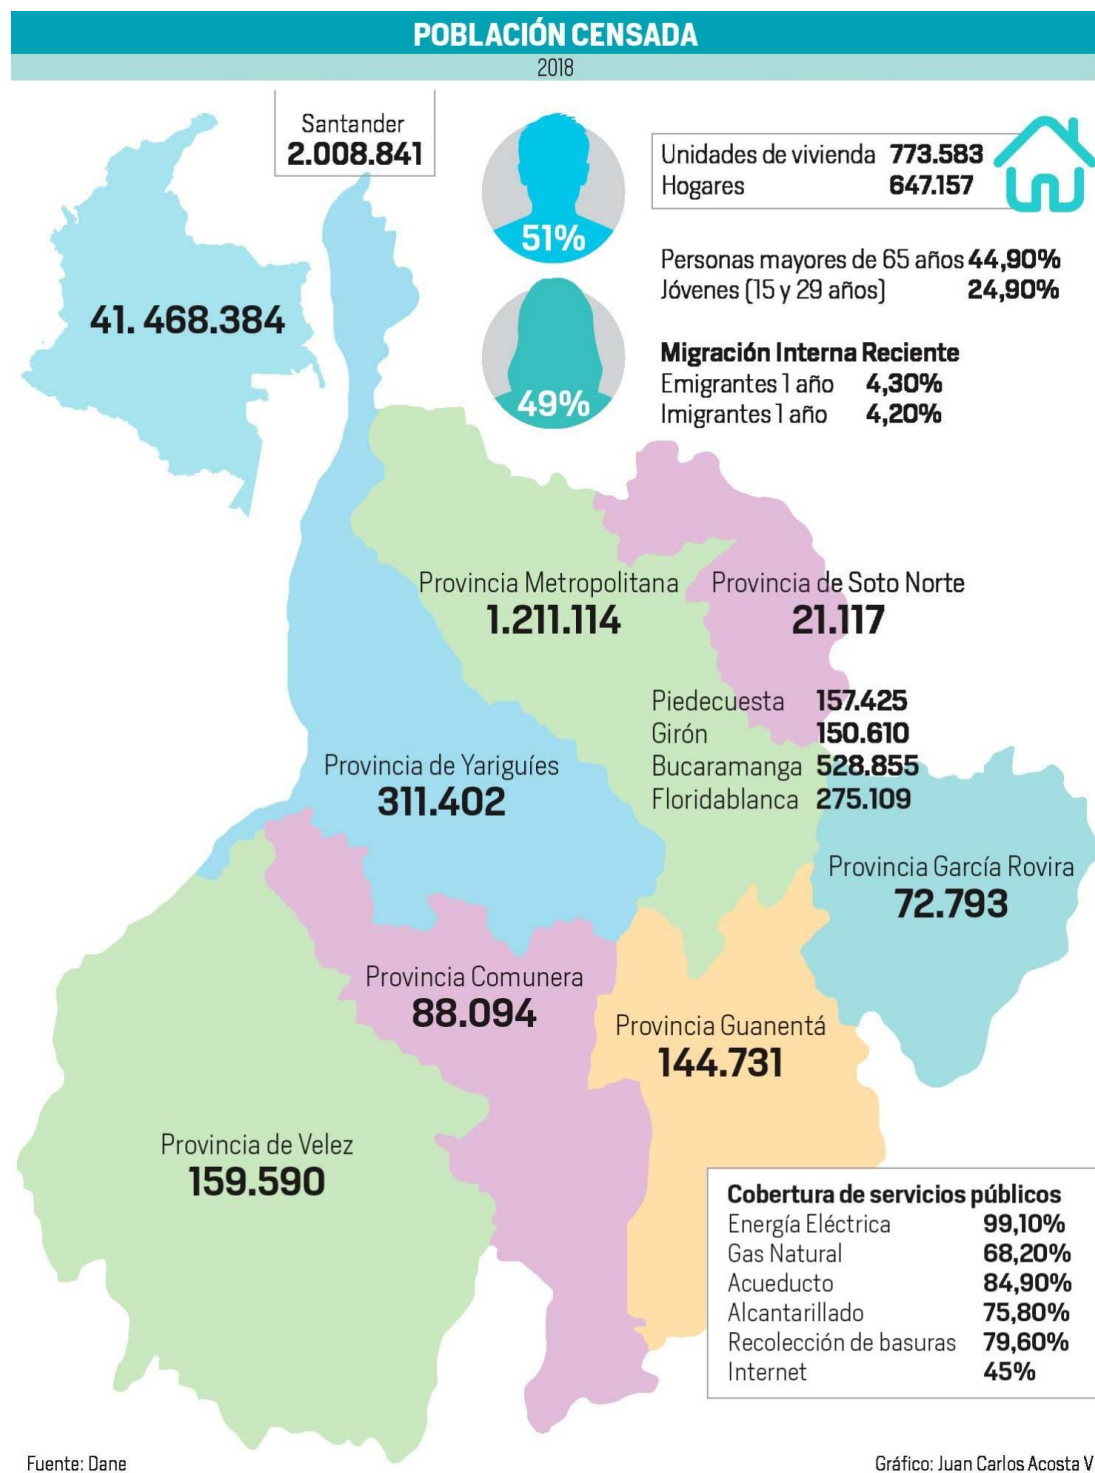 POBLACIÓN CENSADA
2018
Santander
2.008.841
41. 468.384
51%
49%
Unidades de vivienda 773.583
Hogares 647.157
Personas mayores de 65 años 44,90%
Jóvenes (15 y 29 años) 24,90%
Migración Interna Reciente
Emigrantes 1 año 4,30%
Imigrantes 1 año 4,20%
Provincia Metropolitana
1.211.114
Provincia de Soto Norte
21.117
Piedecuesta 157.425
Girón 150.610
Bucaramanga 528.855
Floridablanca 275.109
Provincia de Yariguíes
311.402
Provincia García Rovira
72.793
Provincia Comunera
88.094
Provincia Guanentá
144.731
Provincia de Velez
159.590
Cobertura de servicios públicos
Energía Eléctrica 99,10%
Gas Natural 68,20%
Acueducto 84,90%
Alcantarillado 75,80%
Recolección de basuras 79,60%
Internet 45%
Fuente: Dane
Gráfico: Juan Carlos Acosta V